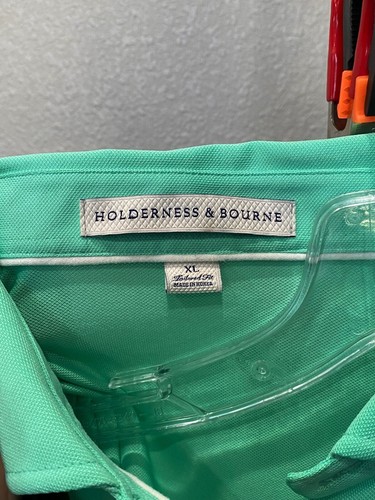 HOLDERNESS & BOURNE
XL
Tailored Fit
MADE IN KOREA